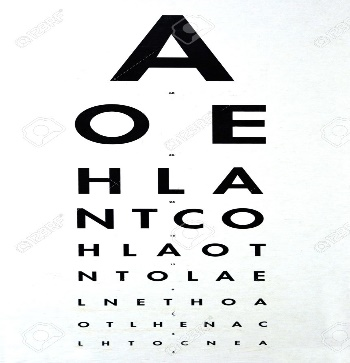 A
O E
H L A
N T C O
H L A O T
N T O L A E
L N E T H O A
O T L H E N A C
L H T O C N E A